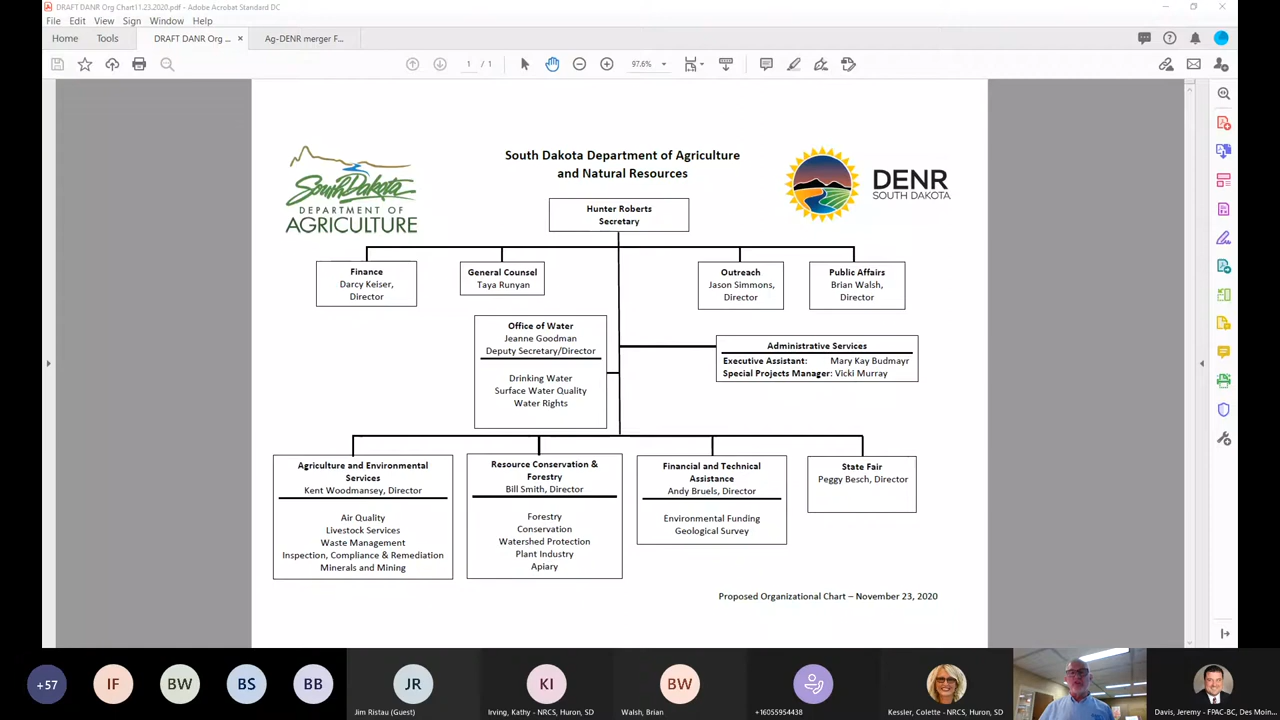 DRAFT DANR Org Chart11.23.2020.pdf - Adobe Acrobat Standard DC
File Edit View Sign Window Help
Home Tools DRAFT DANR Org ... × Ag-DENR merger F...
1 / 1 97.6%
South Dakota
DEPARTMENT OF
AGRICULTURE
South Dakota Department of Agriculture
and Natural Resources
DENR
SOUTH DAKOTA
Hunter Roberts
Secretary
Finance
Darcy Keiser,
Director
General Counsel
Taya Runyan
Outreach
Jason Simmons,
Director
Public Affairs
Brian Walsh,
Director
Office of Water
Jeanne Goodman
Deputy Secretary/Director
Drinking Water
Surface Water Quality
Water Rights
Administrative Services
Executive Assistant: Mary Kay Budmayr
Special Projects Manager: Vicki Murray
Agriculture and Environmental
Services
Kent Woodmansey, Director
Air Quality
Livestock Services
Waste Management
Inspection, Compliance & Remediation
Minerals and Mining
Resource Conservation &
Forestry
Bill Smith, Director
Forestry
Conservation
Watershed Protection
Plant Industry
Apiary
Financial and Technical
Assistance
Andy Bruels, Director
Environmental Funding
Geological Survey
State Fair
Peggy Besch, Director
Proposed Organizational Chart – November 23, 2020
+57 IF BW BS BB JR KI BW
Jim Ristau (Guest) Irving, Kathy - NRCS, Huron, SD Walsh, Brian +16055954438 Kessler, Colette - NRCS, Huron, SD Davis, Jeremy - FPAC-BC, Des Moin...